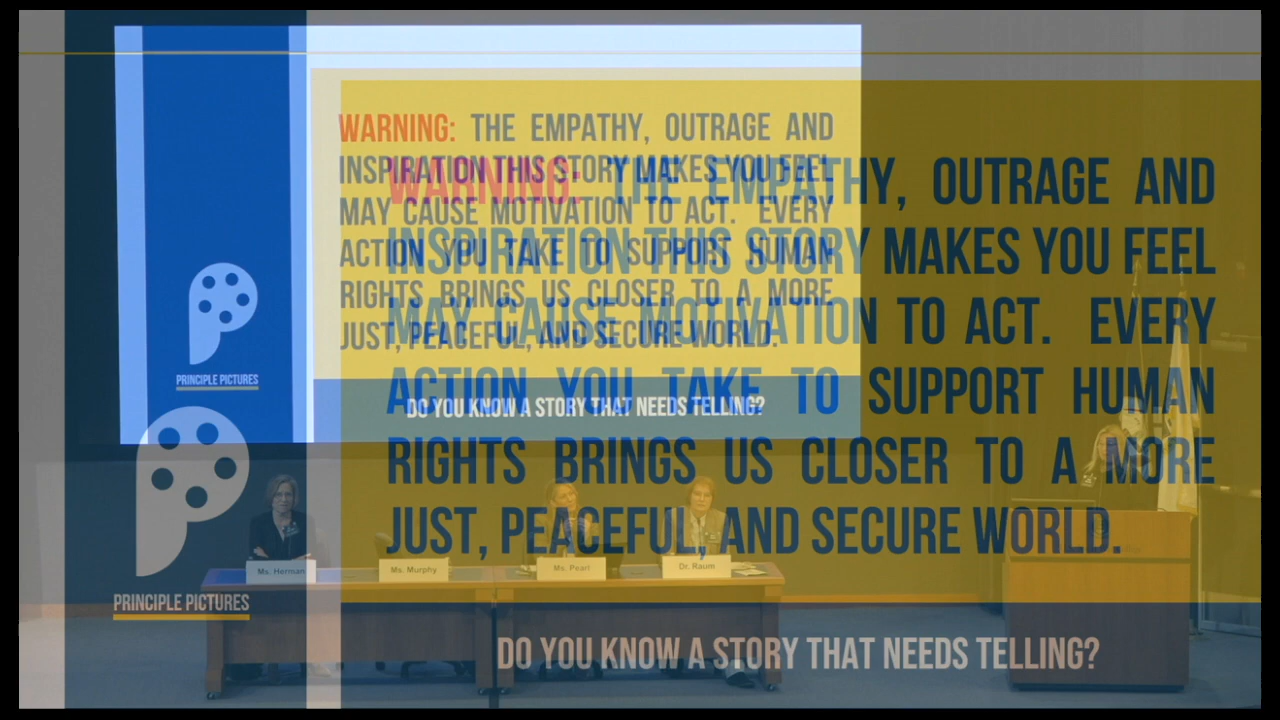 WARNING: THE EMPATHY, OUTRAGE AND
INSPIRATION THIS STORY MAKES YOU FEEL
MAY CAUSE MOTIVATION TO ACT. EVERY
ACTION YOU TAKE TO SUPPORT HUMAN
RIGHTS BRINGS US CLOSER TO A MORE
JUST, PEACEFUL, AND SECURE WORLD.
PRINCIPLE PICTURES
DO YOU KNOW A STORY THAT NEEDS TELLING?
WARNING: THE EMPATHY, OUTRAGE AND
INSPIRATION THIS STORY MAKES YOU FEEL
MAY CAUSE MOTIVATION TO ACT. EVERY
ACTION YOU TAKE TO SUPPORT HUMAN
RIGHTS BRINGS US CLOSER TO A MORE
JUST, PEACEFUL, AND SECURE WORLD.
Ms. Herman
Ms. Murphy
Ms. Pearl
Dr. Raum
PRINCIPLE PICTURES
DO YOU KNOW A STORY THAT NEEDS TELLING?